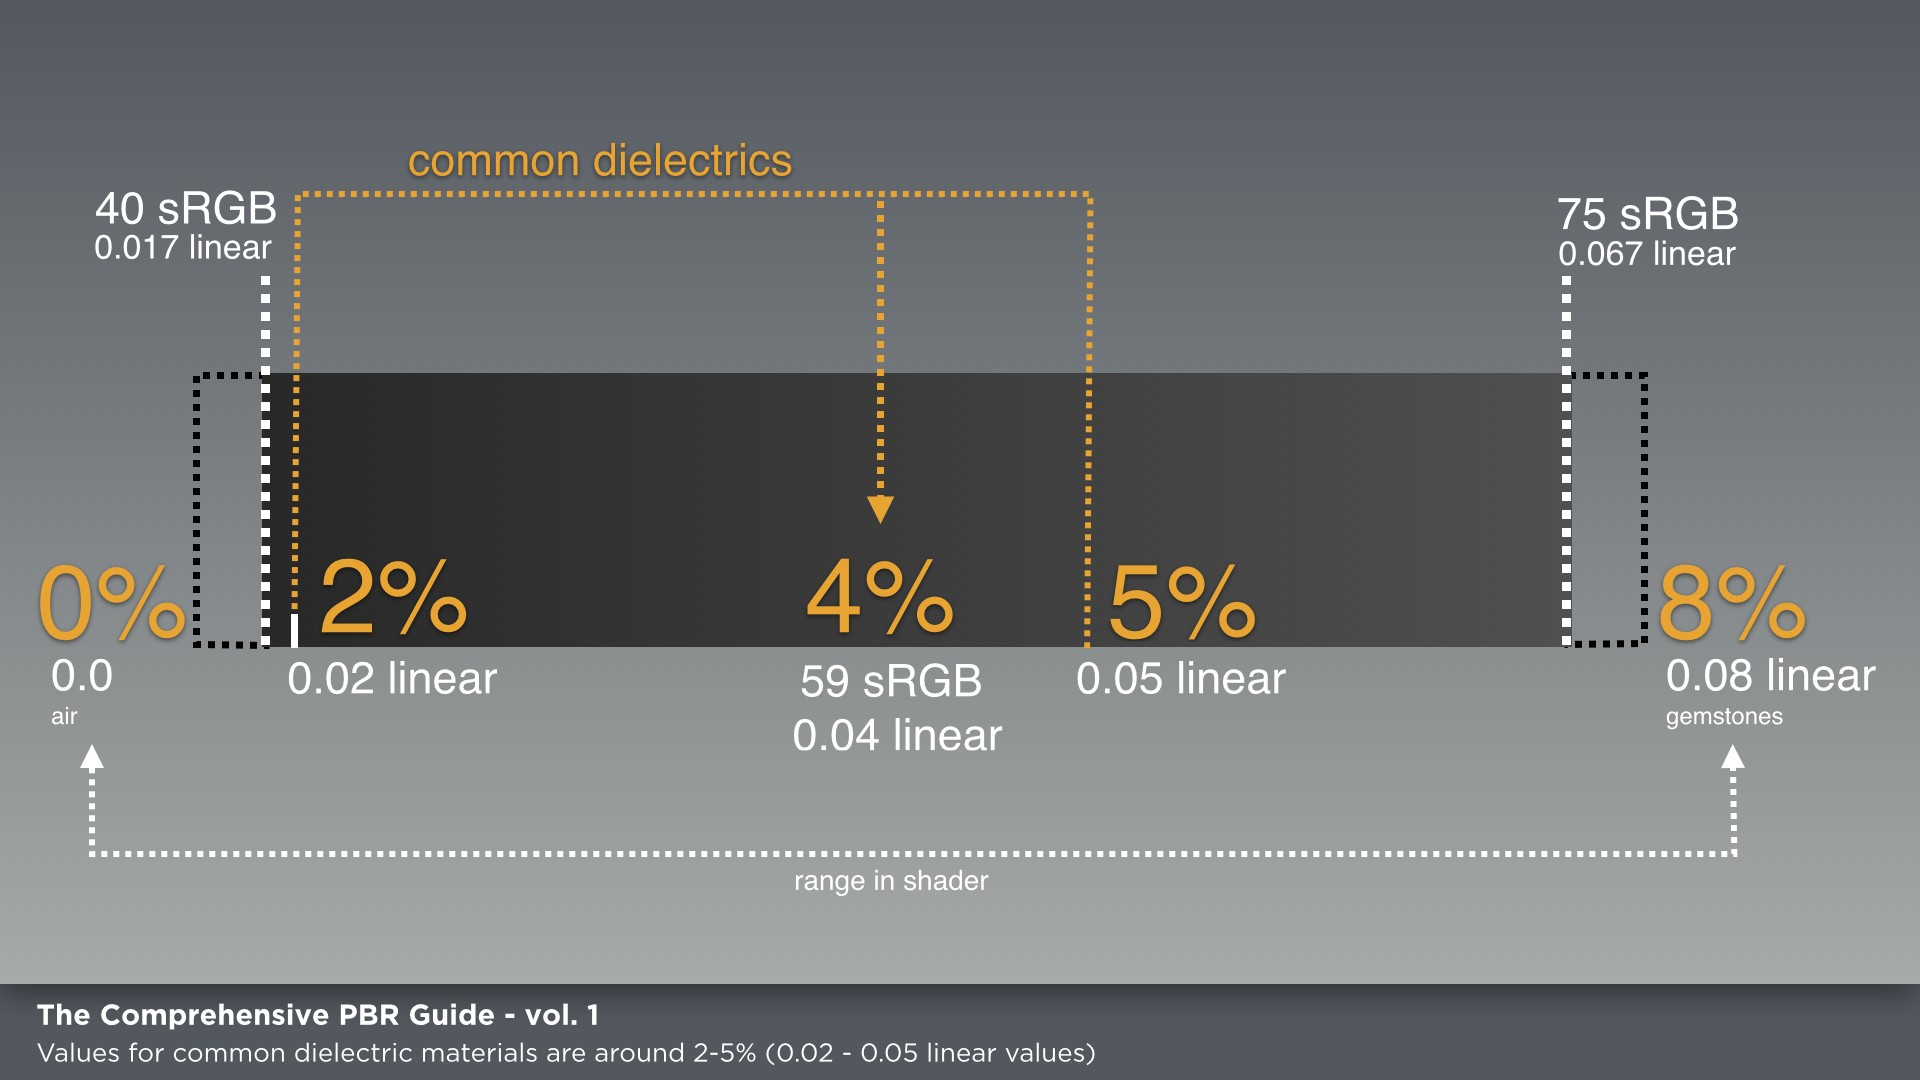 common dielectrics
40 sRGB
0.017 linear
75 sRGB
0.067 linear
0%
2%
4%
5%
8%
0.0
air
0.02 linear
59 sRGB
0.04 linear
0.05 linear
0.08 linear
gemstones
range in shader
The Comprehensive PBR Guide - vol. 1
Values for common dielectric materials are around 2-5% (0.02 - 0.05 linear values)